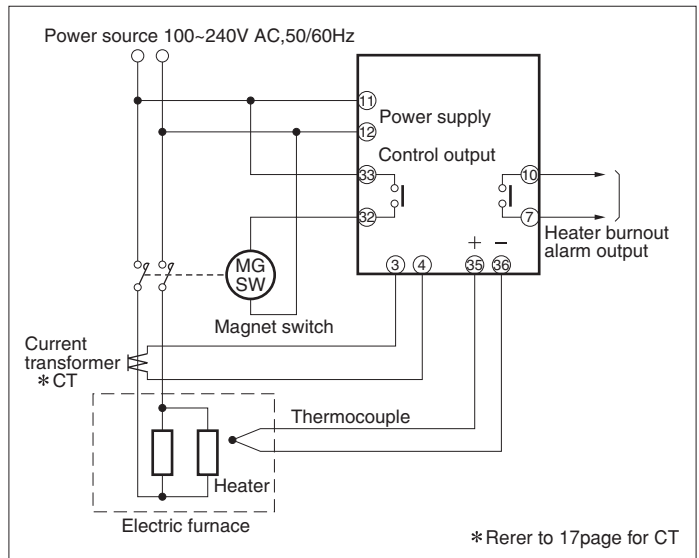 Power source 100~240V AC,50/60Hz
11
Power supply
12
Control output
33
10
32
7
Heater burnout
alarm output
+ −
3 4 35 36
MG
SW
Magnet switch
Current
transformer
*CT
Thermocouple
Heater
Electric furnace
*Rerer to 17page for CT